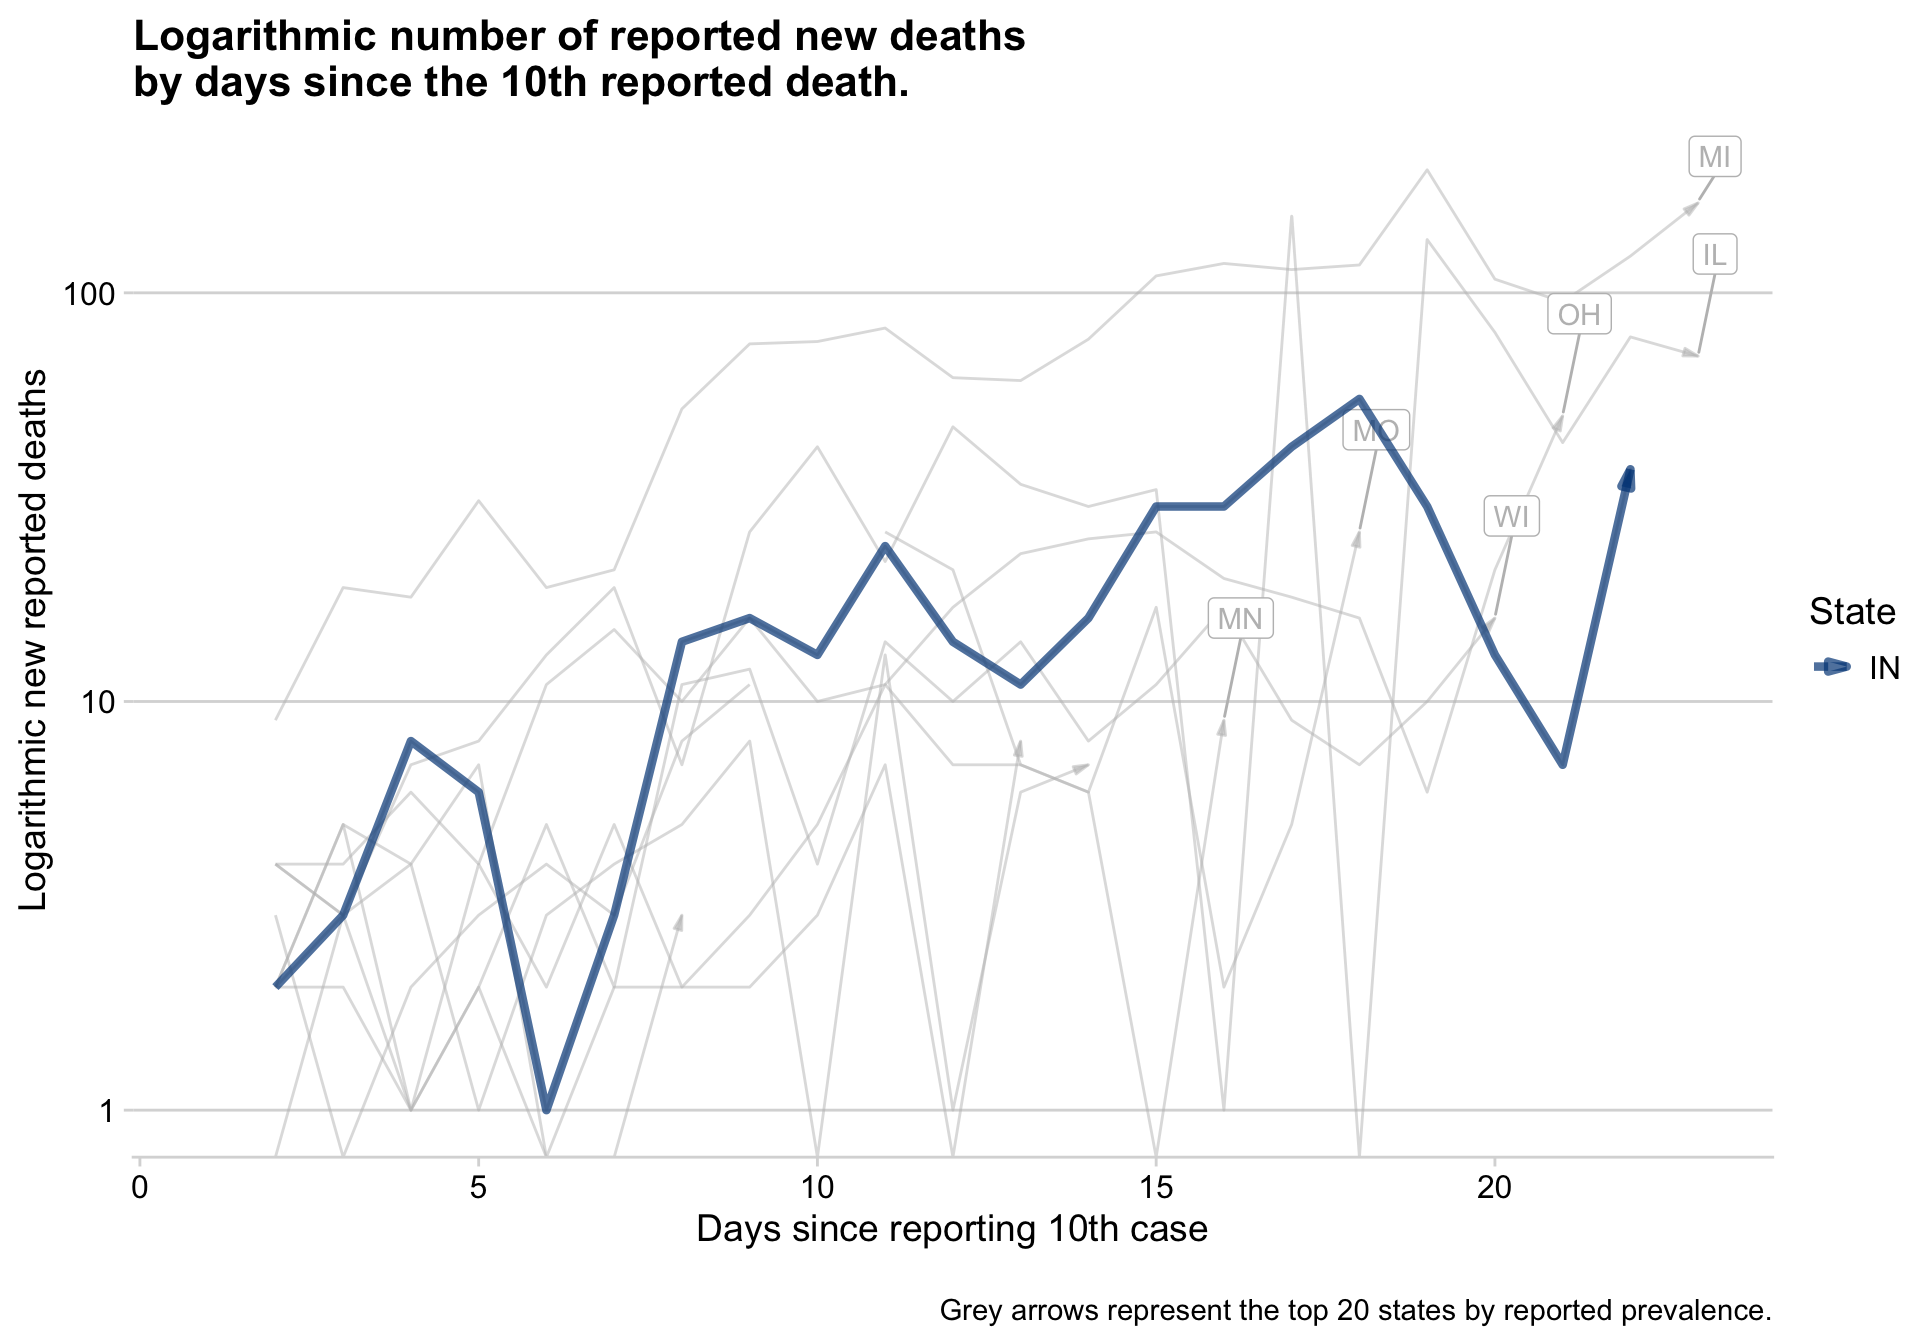 Logarithmic number of reported new deaths
by days since the 10th reported death.
MI
IL
100
OH
MO
WI
MN
10
1
Logarithmic new reported deaths
State
IN
0 5 10 15 20
Days since reporting 10th case
Grey arrows represent the top 20 states by reported prevalence.